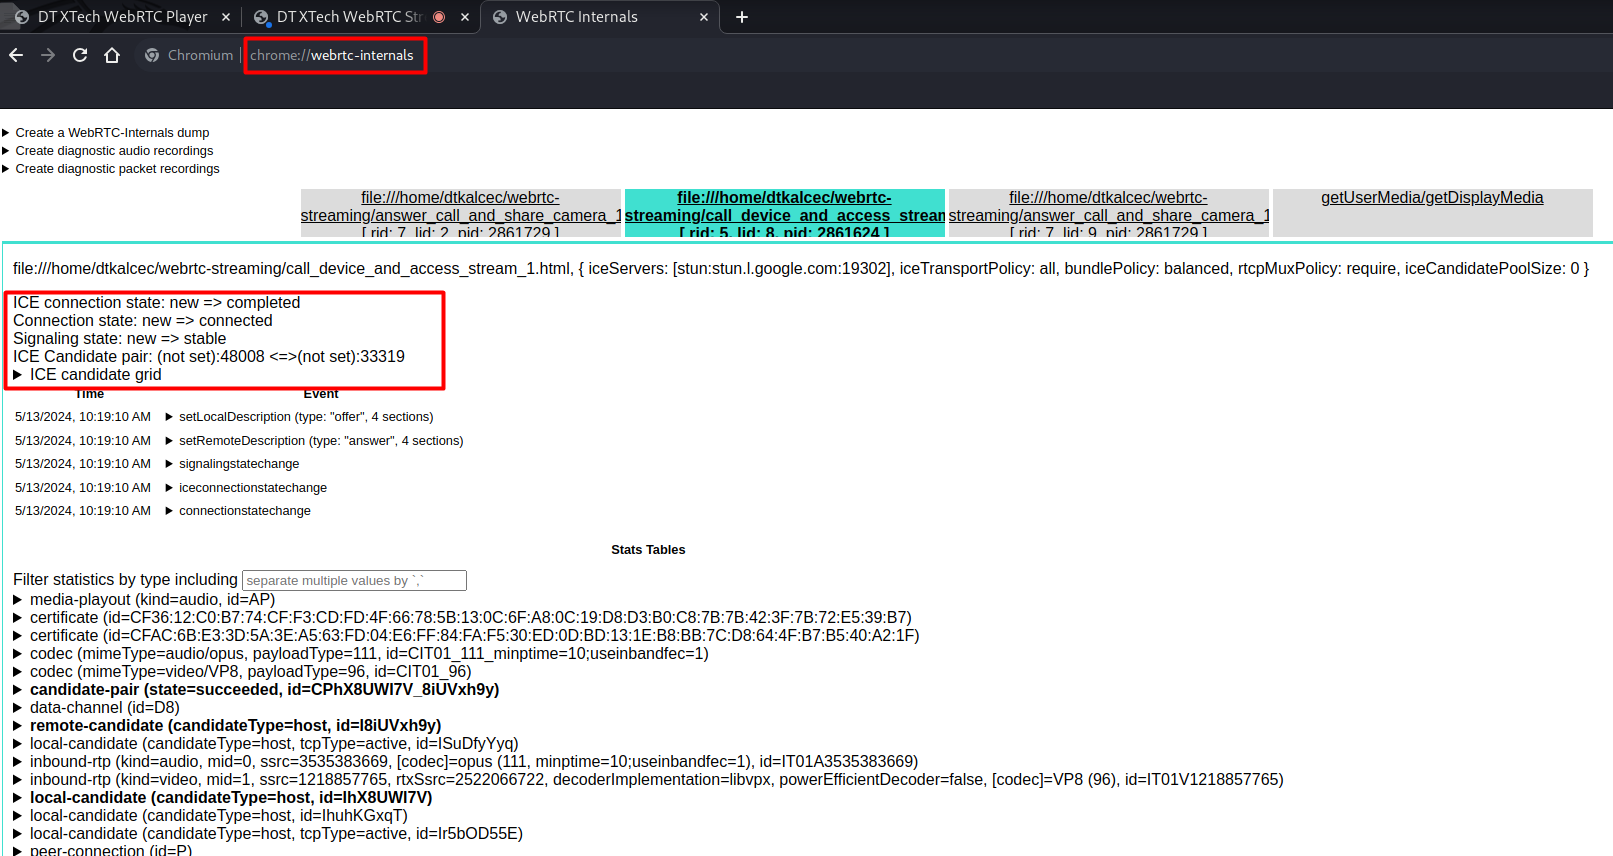 DT XTech WebRTC Player
DT XTech WebRTC Str
WebRTC Internals
Chromium
chrome://webrtc-internals
Create a WebRTC-Internals dump
Create diagnostic audio recordings
Create diagnostic packet recordings
file:///home/dtkalcec/webrtc-
streaming/answer_call_and_share_camera_1
[ rid: 7, lid: 2, pid: 2861729 ]
file:///home/dtkalcec/webrtc-
streaming/call_device_and_access_stream
[ rid: 5, lid: 8, pid: 2861624 ]
file:///home/dtkalcec/webrtc-
streaming/answer_call_and_share_camera_1
[ rid: 7, lid: 9, pid: 2861729 ]
getUserMedia/getDisplayMedia
file:///home/dtkalcec/webrtc-streaming/call_device_and_access_stream_1.html, { iceServers: [stun:stun.l.google.com:19302], iceTransportPolicy: all, bundlePolicy: balanced, rtcpMuxPolicy: require, iceCandidatePoolSize: 0 }
ICE connection state: new => completed
Connection state: new => connected
Signaling state: new => stable
ICE Candidate pair: (not set):48008 <=>(not set):33319
ICE candidate grid
Time Event
5/13/2024, 10:19:10 AM setLocalDescription (type: "offer", 4 sections)
5/13/2024, 10:19:10 AM setRemoteDescription (type: "answer", 4 sections)
5/13/2024, 10:19:10 AM signalingstatechange
5/13/2024, 10:19:10 AM iceconnectionstatechange
5/13/2024, 10:19:10 AM connectionstatechange
Stats Tables
Filter statistics by type including separate multiple values by `,`
media-playout (kind=audio, id=AP)
certificate (id=CF36:12:C0:B7:74:CF:F3:CD:FD:4F:66:78:5B:13:0C:6F:A8:0C:19:D8:D3:B0:C8:7B:7B:42:3F:7B:72:E5:39:B7)
certificate (id=CFAC:6B:E3:3D:5A:3E:A5:63:FD:04:E6:FF:84:FA:F5:30:ED:0D:BD:13:1E:B8:BB:7C:D8:64:4F:B7:B5:40:A2:1F)
codec (mimeType=audio/opus, payloadType=111, id=CIT01_111_minptime=10;useinbandfec=1)
codec (mimeType=video/VP8, payloadType=96, id=CIT01_96)
candidate-pair (state=succeeded, id=CPhX8UWI7V_8iUVxh9y)
data-channel (id=D8)
remote-candidate (candidateType=host, id=I8iUVxh9y)
local-candidate (candidateType=host, tcpType=active, id=ISuDfyYyq)
inbound-rtp (kind=audio, mid=0, ssrc=3535383669, [codec]=opus (111, minptime=10;useinbandfec=1), id=IT01A3535383669)
inbound-rtp (kind=video, mid=1, ssrc=1218857765, rtxSsrc=2522066722, decoderImplementation=libvpx, powerEfficientDecoder=false, [codec]=VP8 (96), id=IT01V1218857765)
local-candidate (candidateType=host, id=IhX8UWI7V)
local-candidate (candidateType=host, id=IhuhKGxqT)
local-candidate (candidateType=host, tcpType=active, id=Ir5bOD55E)
peer-connection (id=P)